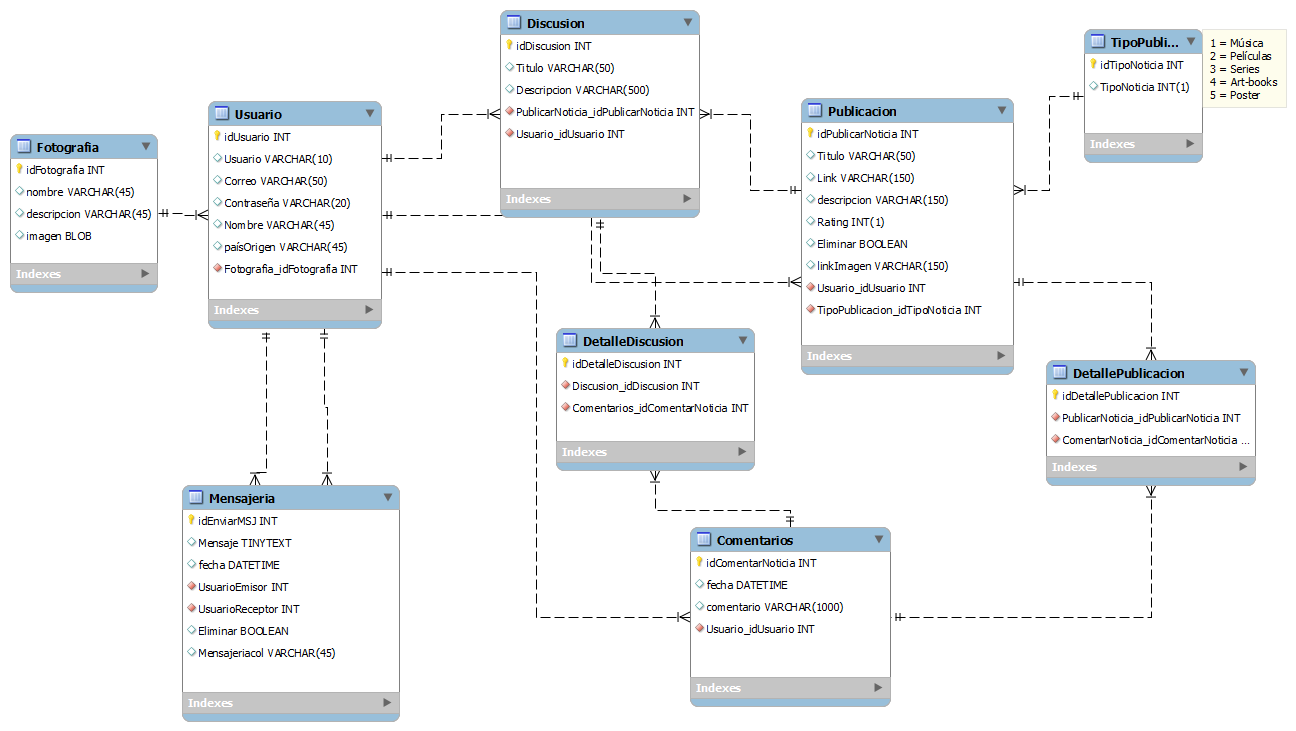 Fotografia
idFotografia INT
nombre VARCHAR(45)
descripcion VARCHAR(45)
imagen BLOB
Indexes
Usuario
idUsuario INT
Usuario VARCHAR(10)
Correo VARCHAR(50)
Contraseña VARCHAR(20)
Nombre VARCHAR(45)
paísOrigen VARCHAR(45)
Fotografia_idFotografia INT
Indexes
Discusion
idDiscusion INT
Titulo VARCHAR(50)
Descripcion VARCHAR(500)
PublicarNoticia_idPublicarNoticia INT
Usuario_idUsuario INT
Indexes
Publicacion
idPublicarNoticia INT
Titulo VARCHAR(50)
Link VARCHAR(150)
descripcion VARCHAR(150)
Rating INT(1)
Eliminar BOOLEAN
linkImagen VARCHAR(150)
Usuario_idUsuario INT
TipoPublicacion_idTipoNoticia INT
Indexes
TipoPubli...
idTipoNoticia INT
TipoNoticia INT(1)
Indexes
1 = Música
2 = Películas
3 = Series
4 = Art-books
5 = Poster
DetalleDiscusion
idDetalleDiscusion INT
Discusion_idDiscusion INT
Comentarios_idComentarNoticia INT
Indexes
DetallePublicacion
idDetallePublicacion INT
PublicarNoticia_idPublicarNoticia INT
ComentarNoticia_idComentarNoticia ...
Indexes
Mensajeria
idEnviarMSJ INT
Mensaje TINYTEXT
fecha DATETIME
UsuarioEmisor INT
UsuarioReceptor INT
Eliminar BOOLEAN
Mensajeriacol VARCHAR(45)
Indexes
Comentarios
idComentarNoticia INT
fecha DATETIME
comentario VARCHAR(1000)
Usuario_idUsuario INT
Indexes